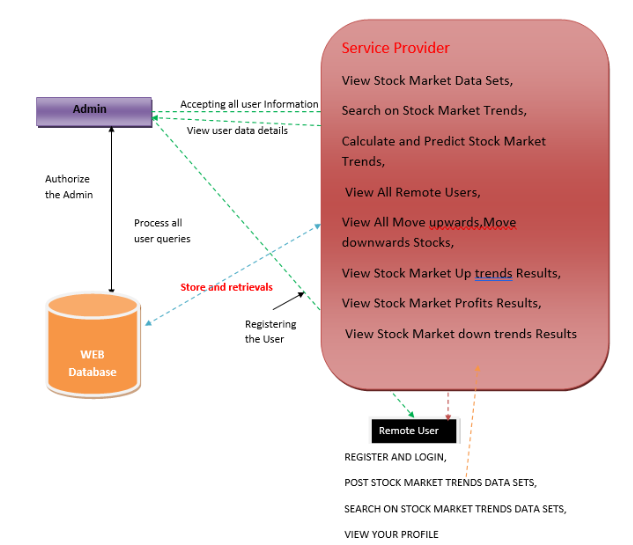 Service Provider
View Stock Market Data Sets,
Search on Stock Market Trends,
Calculate and Predict Stock Market
Trends,
View All Remote Users,
View All Move upwards,Move
downwards Stocks,
View Stock Market Up trends Results,
View Stock Market Profits Results,
View Stock Market down trends Results
Admin
Accepting all user Information
View user data details
Authorize
the Admin
Process all
user queries
Store and retrievals
Registering
the User
WEB
Database
Remote User
REGISTER AND LOGIN,
POST STOCK MARKET TRENDS DATA SETS,
SEARCH ON STOCK MARKET TRENDS DATA SETS,
VIEW YOUR PROFILE